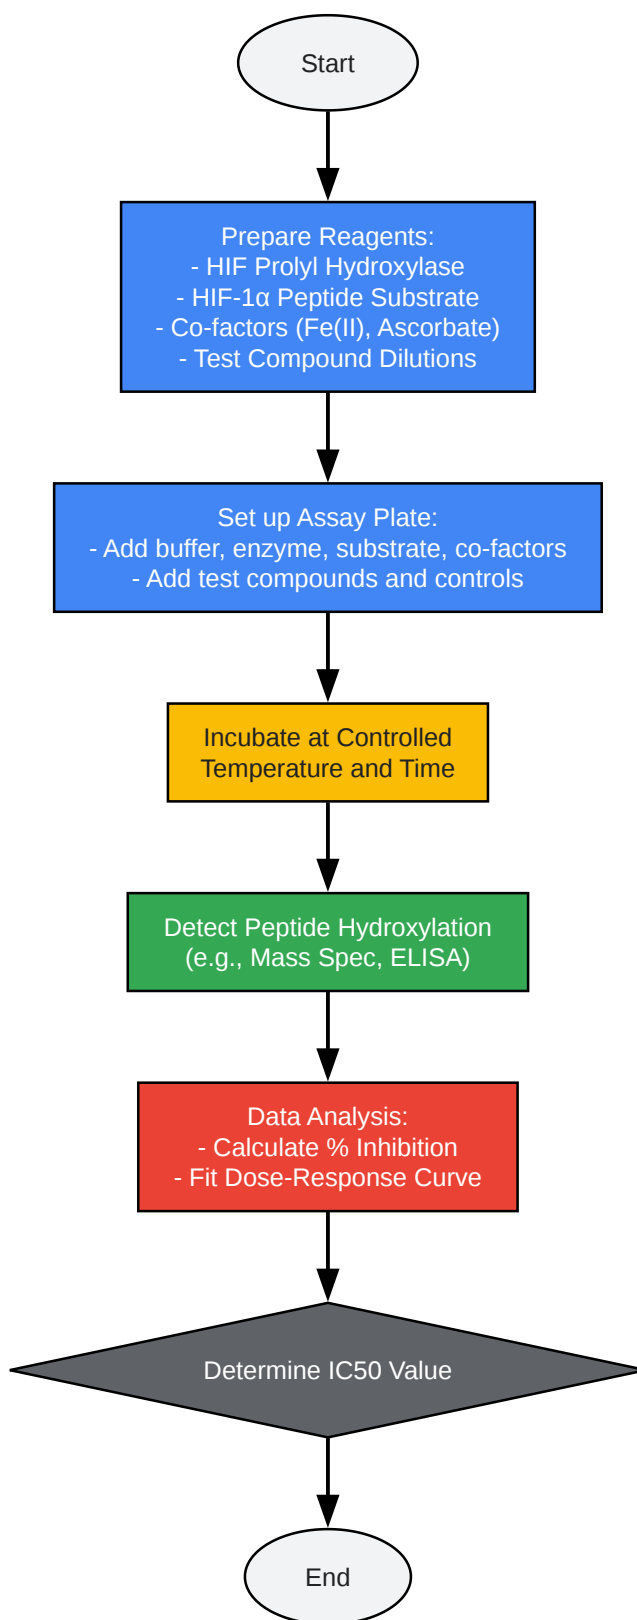 Start
Prepare Reagents:
- HIF Prolyl Hydroxylase
- HIF-1α Peptide Substrate
- Co-factors (Fe(II), Ascorbate)
- Test Compound Dilutions
Set up Assay Plate:
- Add buffer, enzyme, substrate, co-factors
- Add test compounds and controls
Incubate at Controlled
Temperature and Time
Detect Peptide Hydroxylation
(e.g., Mass Spec, ELISA)
Data Analysis:
- Calculate % Inhibition
- Fit Dose-Response Curve
Determine IC50 Value
End